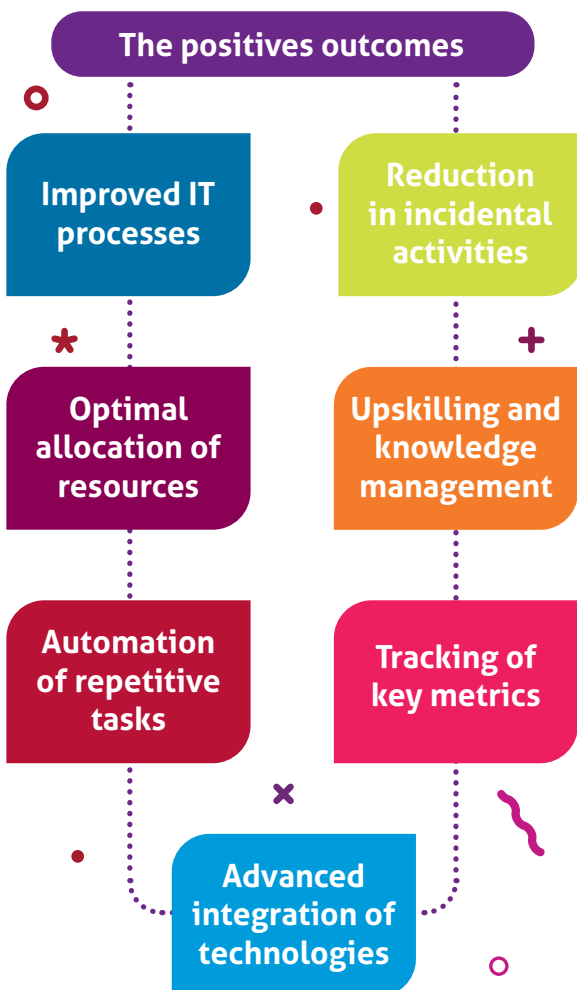 The positives outcomes
Improved IT
processes
Reduction
in incidental
activities
Optimal
allocation of
resources
Upskilling and
knowledge
management
Automation
of repetitive
tasks
Tracking of
key metrics
Advanced
integration of
technologies